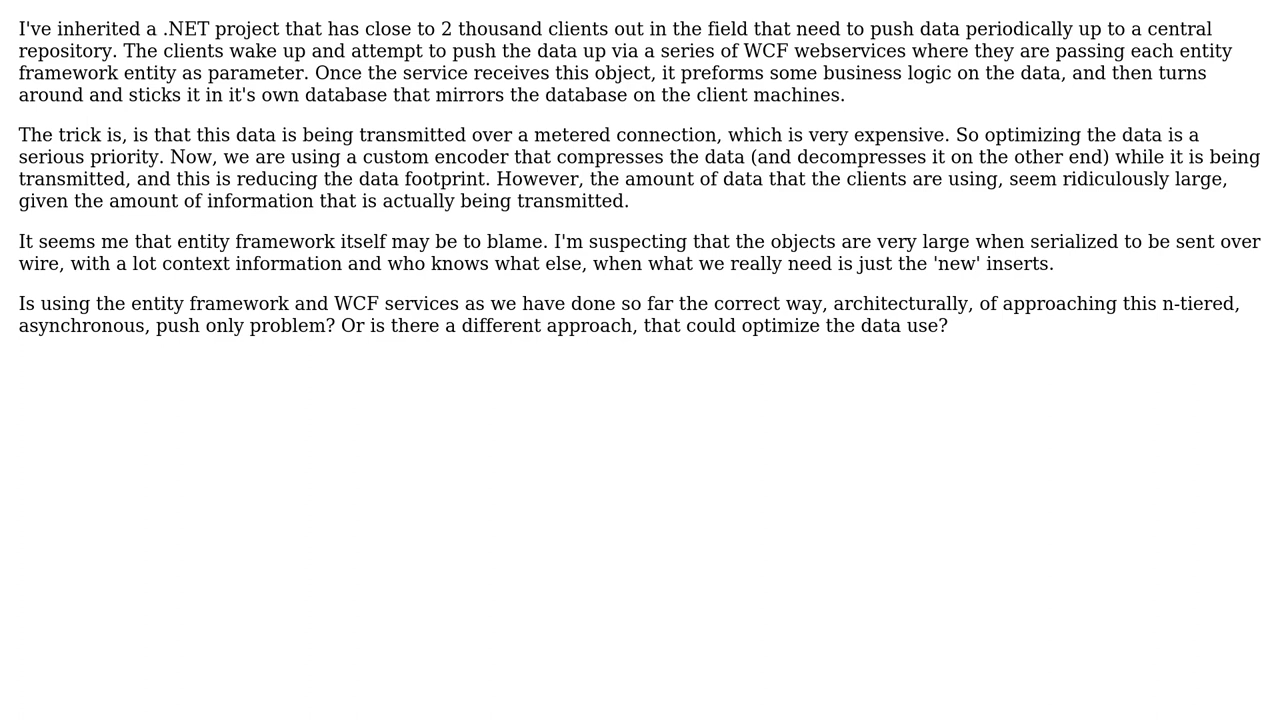 I've inherited a .NET project that has close to 2 thousand clients out in the field that need to push data periodically up to a central
repository. The clients wake up and attempt to push the data up via a series of WCF webservices where they are passing each entity
framework entity as parameter. Once the service receives this object, it preforms some business logic on the data, and then turns
around and sticks it in it's own database that mirrors the database on the client machines.
The trick is, is that this data is being transmitted over a metered connection, which is very expensive. So optimizing the data is a
serious priority. Now, we are using a custom encoder that compresses the data (and decompresses it on the other end) while it is being
transmitted, and this is reducing the data footprint. However, the amount of data that the clients are using, seem ridiculously large,
given the amount of information that is actually being transmitted.
It seems me that entity framework itself may be to blame. I'm suspecting that the objects are very large when serialized to be sent over
wire, with a lot context information and who knows what else, when what we really need is just the 'new' inserts.
Is using the entity framework and WCF services as we have done so far the correct way, architecturally, of approaching this n-tiered,
asynchronous, push only problem? Or is there a different approach, that could optimize the data use?